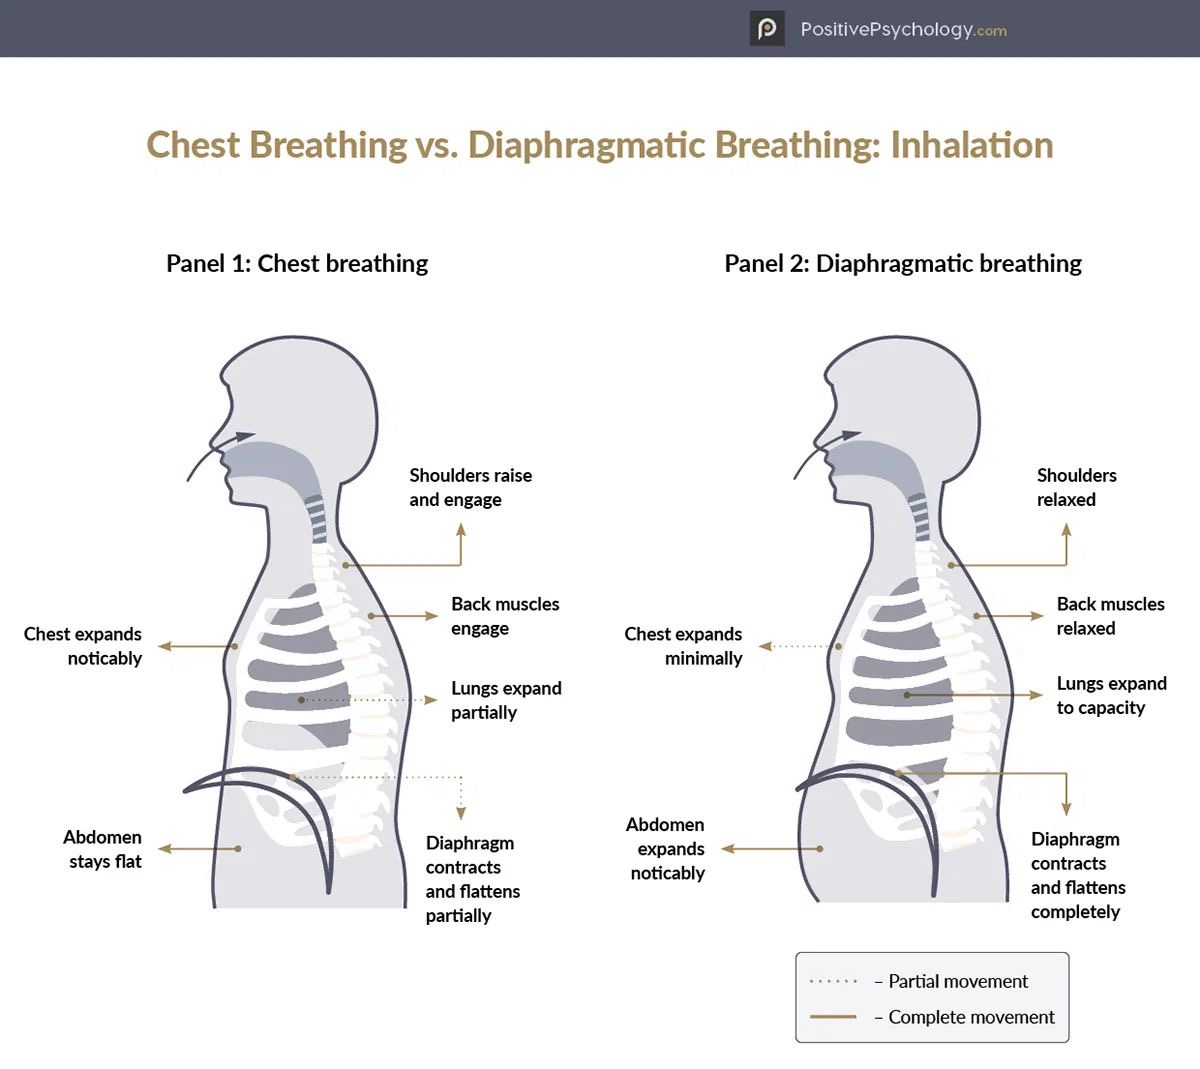 PositivePsychology.com
Chest Breathing vs. Diaphragmatic Breathing: Inhalation
Panel 1: Chest breathing
Shoulders raise
and engage
Back muscles
engage
Chest expands
noticably
Lungs expand
partially
Abdomen
stays flat
Diaphragm
contracts
and flattens
partially
Panel 2: Diaphragmatic breathing
Shoulders
relaxed
Back muscles
relaxed
Chest expands
minimally
Lungs expand
to capacity
Abdomen
expands
noticably
Diaphragm
contracts
and flattens
completely
– Partial movement
– Complete movement